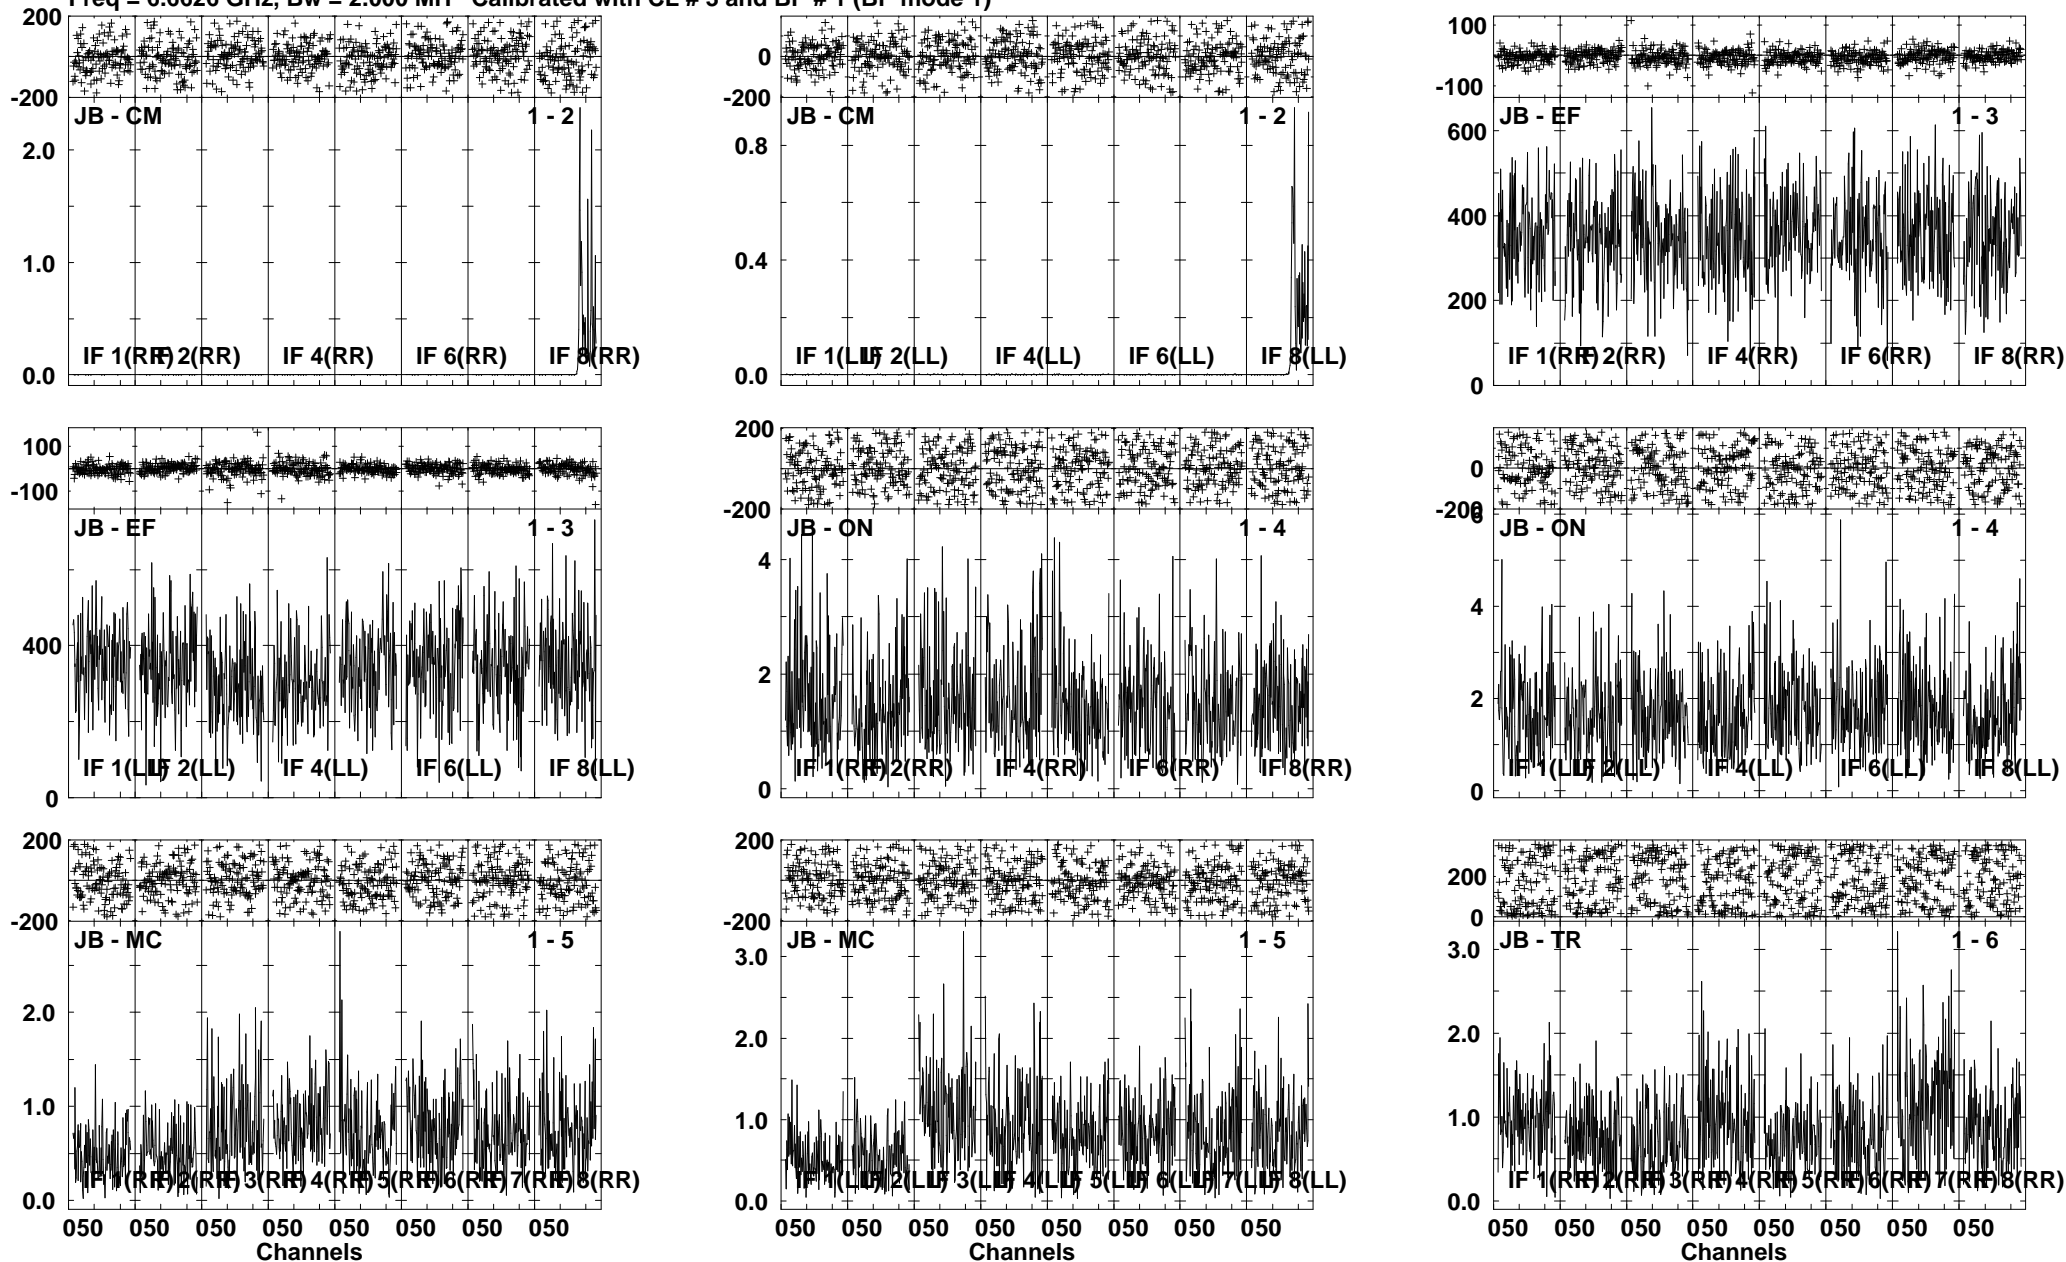 Freq = 6.6626 GHz, Bw = 2.000 MH Calibrated with CL # 3 and BP # 1 (BP mode 1)
200
-200
JB - CM
1 - 2
2.0
1.0
0.0
IF 1(RR)
IF 2(RR)
IF 4(RR)
IF 6(RR)
IF 8(RR)
0
-200
JB - CM
1 - 2
0.8
0.4
0.0
IF 1(LL)
IF 2(LL)
IF 4(LL)
IF 6(LL)
IF 8(LL)
100
-100
JB - EF
1 - 3
600
400
200
0
IF 1(RR)
IF 2(RR)
IF 4(RR)
IF 6(RR)
IF 8(RR)
100
-100
JB - EF
1 - 3
400
0
IF 1(LL)
IF 2(LL)
IF 4(LL)
IF 6(LL)
IF 8(LL)
200
-200
JB - ON
1 - 4
4
2
0
IF 1(RR)
IF 2(RR)
IF 4(RR)
IF 6(RR)
IF 8(RR)
0
-200
6
JB - ON
1 - 4
4
2
0
IF 1(LL)
IF 2(LL)
IF 4(LL)
IF 6(LL)
IF 8(LL)
200
-200
JB - MC
1 - 5
2.0
1.0
0.0
IF 1(RR)
IF 2(RR)
IF 3(RR)
IF 4(RR)
IF 5(RR)
IF 6(RR)
IF 7(RR)
IF 8(RR)
050 050 050 050 050 050 050 050
Channels
200
-200
JB - MC
1 - 5
3.0
2.0
1.0
0.0
IF 1(LL)
IF 2(LL)
IF 3(LL)
IF 4(LL)
IF 5(LL)
IF 6(LL)
IF 7(LL)
IF 8(LL)
050 050 050 050 050 050 050 050
Channels
200
0
JB - TR
1 - 6
3.0
2.0
1.0
0.0
IF 1(RR)
IF 2(RR)
IF 3(RR)
IF 4(RR)
IF 5(RR)
IF 6(RR)
IF 7(RR)
IF 8(RR)
050 050 050 050 050 050 050 050
Channels